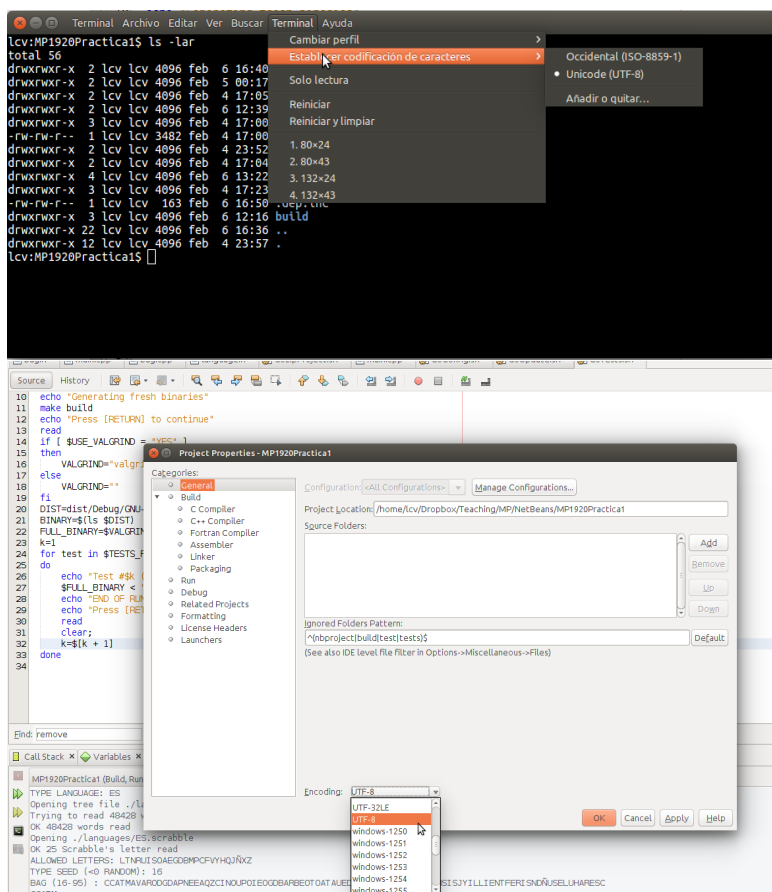 Terminal Archivo Editar Ver Buscar Terminal Ayuda
lcv:MP1920Practica1$ ls -lar
total 56
drwxrwxr-x 2 lcv lcv 4096 feb 6 16:40
drwxrwxr-x 2 lcv lcv 4096 feb 5 00:17
drwxrwxr-x 2 lcv lcv 4096 feb 4 17:05
drwxrwxr-x 2 lcv lcv 4096 feb 6 12:39
drwxrwxr-x 3 lcv lcv 4096 feb 4 17:00
-rw-rw-r-- 1 lcv lcv 3482 feb 4 17:00
drwxrwxr-x 2 lcv lcv 4096 feb 4 23:52
drwxrwxr-x 2 lcv lcv 4096 feb 4 17:04
drwxrwxr-x 4 lcv lcv 4096 feb 6 13:22
drwxrwxr-x 3 lcv lcv 4096 feb 4 17:23
-rw-rw-r-- 1 lcv lcv 163 feb 6 16:50 .dep.inc
drwxrwxr-x 3 lcv lcv 4096 feb 6 12:16 build
drwxrwxr-x 22 lcv lcv 4096 feb 6 16:36 ..
drwxrwxr-x 12 lcv lcv 4096 feb 4 23:57 .
lcv:MP1920Practica1$
Cambiar perfil
Establecer codificación de caracteres
Solo lectura
Reiniciar
Reiniciar y limpiar
1. 80×24
2. 80×43
3. 132×24
4. 132×43
Occidental (ISO-8859-1)
Unicode (UTF-8)
Añadir o quitar...
Source History
10 echo "Generating fresh binaries"
11 make build
12 echo "Press [RETURN] to continue"
13 read
14 if [ $USE_VALGRIND = "YES" ]
15 then
16 VALGRIND="valgri
17 else
18 VALGRIND=""
19 fi
20 DIST=dist/Debug/GNU-
21 BINARY=$(ls $DIST)
22 FULL_BINARY=$VALGRIN
23 k=1
24 for test in $TESTS_F
25 do
26 echo "Test #$k (
27 $FULL_BINARY < "
28 echo "END OF RUN
29 echo "Press [RET
30 read
31 clear;
32 k=$[k + 1]
33 done
34
Find: remove
Project Properties - MP1920Practica1
Categories:
General
Build
C Compiler
C++ Compiler
Fortran Compiler
Assembler
Linker
Packaging
Run
Debug
Related Projects
Formatting
License Headers
Launchers
Configuration: <All Configurations> Manage Configurations...
Project Location: /home/lcv/Dropbox/Teaching/MP/NetBeans/MP1920Practica1
Source Folders:
Add
Remove
Up
Down
Ignored Folders Pattern:
^(nbproject|build|test|tests)$ Default
(See also IDE level file filter in Options->Miscellaneous->Files)
Encoding: UTF-8
UTF-32LE
UTF-8
windows-1250
windows-1251
windows-1252
windows-1253
windows-1254
windows-1255
OK Cancel Apply Help
Call Stack × Variables ×
MP1920Practica1 (Build, Run
TYPE LANGUAGE: ES
Opening tree file ./la
Trying to read 48428 w
OK 48428 words read
Opening ./languages/ES.scrabble
OK 25 Scrabble's letter read
ALLOWED LETTERS: LTNRUISOAEGDBMPCFVYHQJÑXZ
TYPE SEED (<0 RANDOM): 16
BAG (16-95) : CCATMAVARODGDAPNEEAQZCINOUPOIEOGDBARBEOTOATAUED SISJYILLIENTFERISNDÑUSELUHARESC